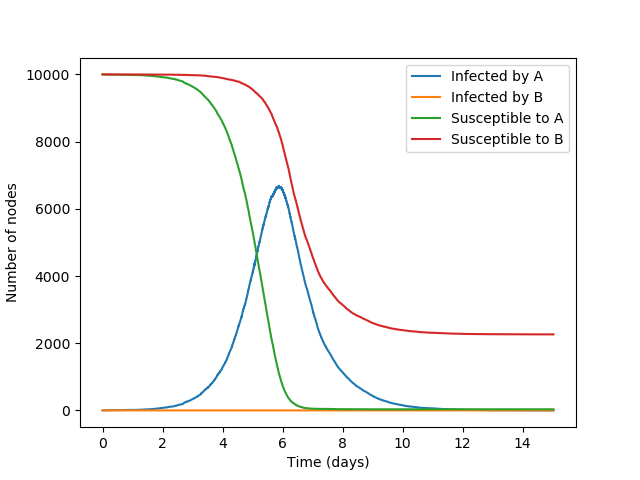 10000
8000
6000
4000
2000
0
Number of nodes
0 2 4 6 8 10 12 14
Time (days)
Infected by A
Infected by B
Susceptible to A
Susceptible to B